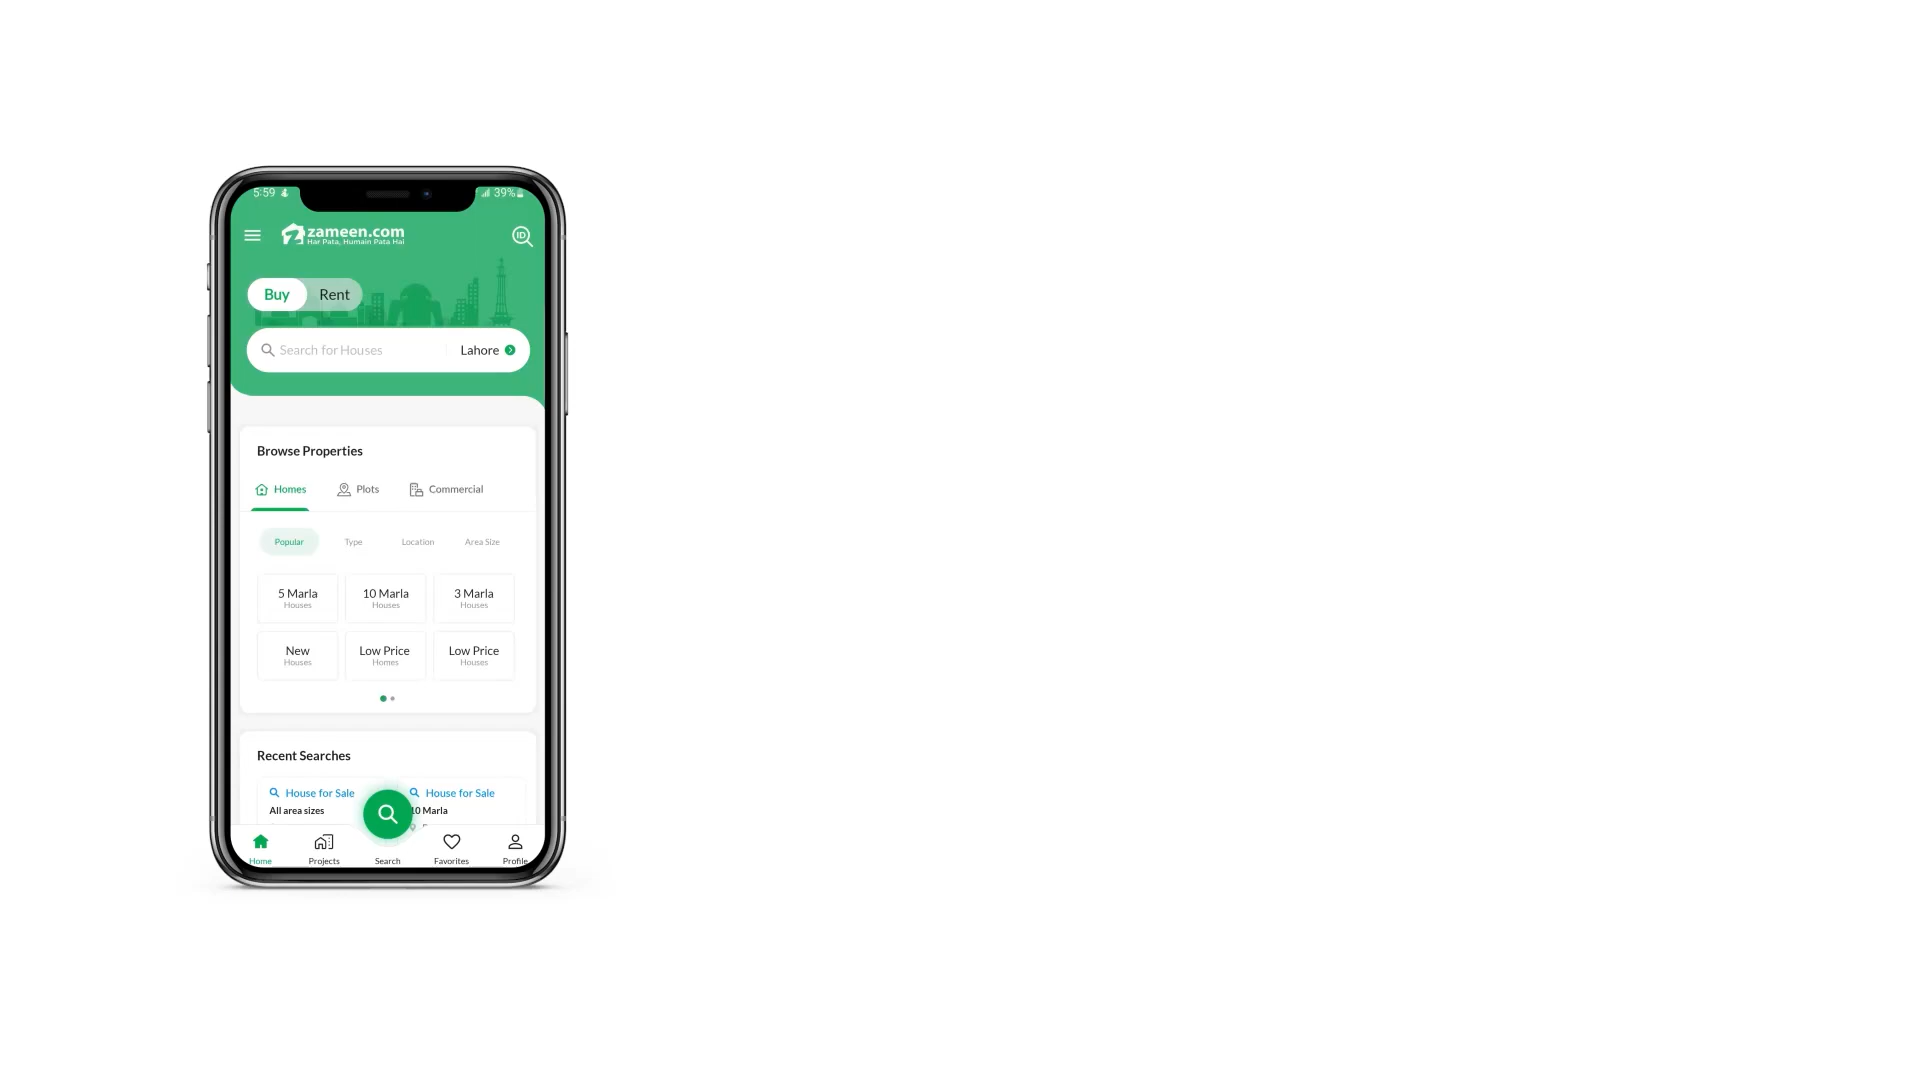 5:59
39%
zameen.com
Har Pata, Humain Pata Hai
ID
Buy Rent
Search for Houses Lahore
Browse Properties
Homes Plots Commercial
Popular Type Location Area Size
5 Marla 10 Marla 3 Marla
Houses Houses Houses
New Low Price Low Price
Houses Homes Houses
Recent Searches
House for Sale House for Sale
All area sizes 10 Marla
Home Projects Search Favorites Profile